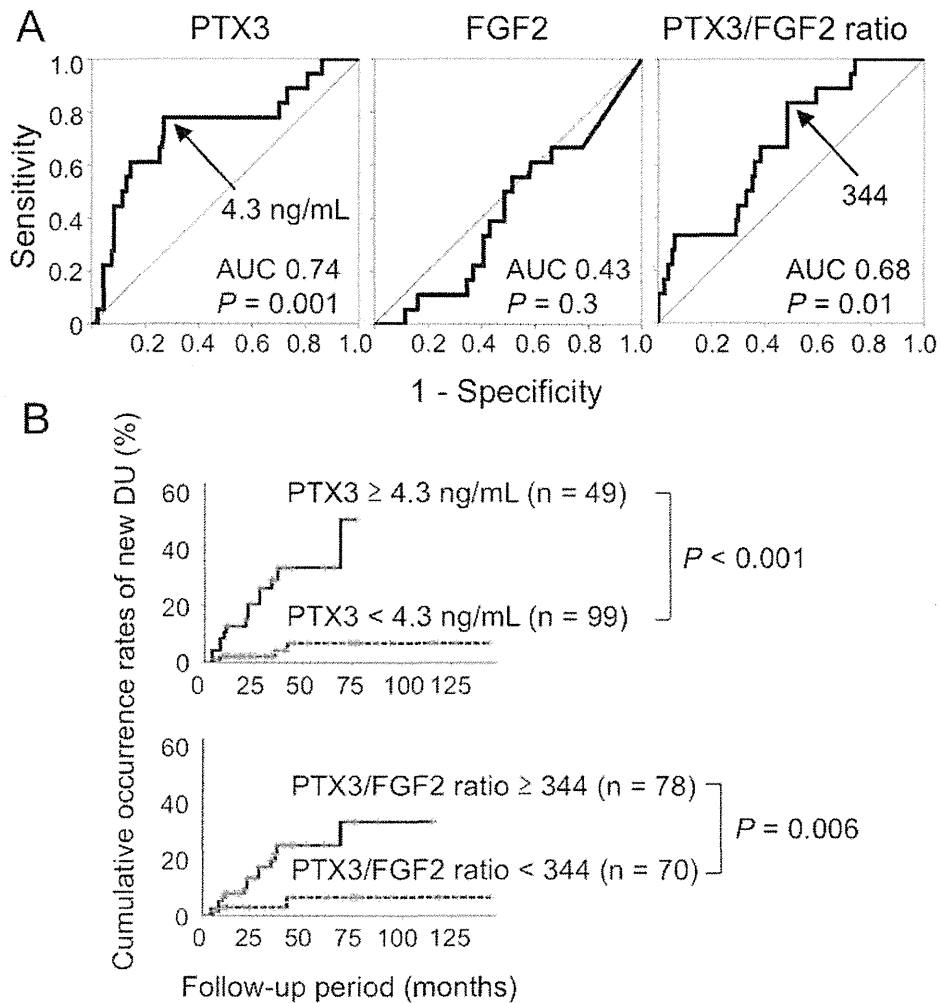 A
PTX3 FGF2 PTX3/FGF2 ratio
Sensitivity
1.0
0.8
0.6
0.4
0.2
0
4.3 ng/mL
AUC 0.74
P = 0.001
0.2 0.4 0.6 0.8 1.0
AUC 0.43
P = 0.3
0.2 0.4 0.6 0.8 1.0
344
AUC 0.68
P = 0.01
0.2 0.4 0.6 0.8 1.0
1 - Specificity
B
Cumulative occurrence rates of new DU (%)
60
40
20
0
PTX3 ≥ 4.3 ng/mL (n = 49)
P < 0.001
PTX3 < 4.3 ng/mL (n = 99)
0 25 50 75 100 125
60
40
20
0
PTX3/FGF2 ratio ≥ 344 (n = 78)
P = 0.006
PTX3/FGF2 ratio < 344 (n = 70)
0 25 50 75 100 125
Follow-up period (months)